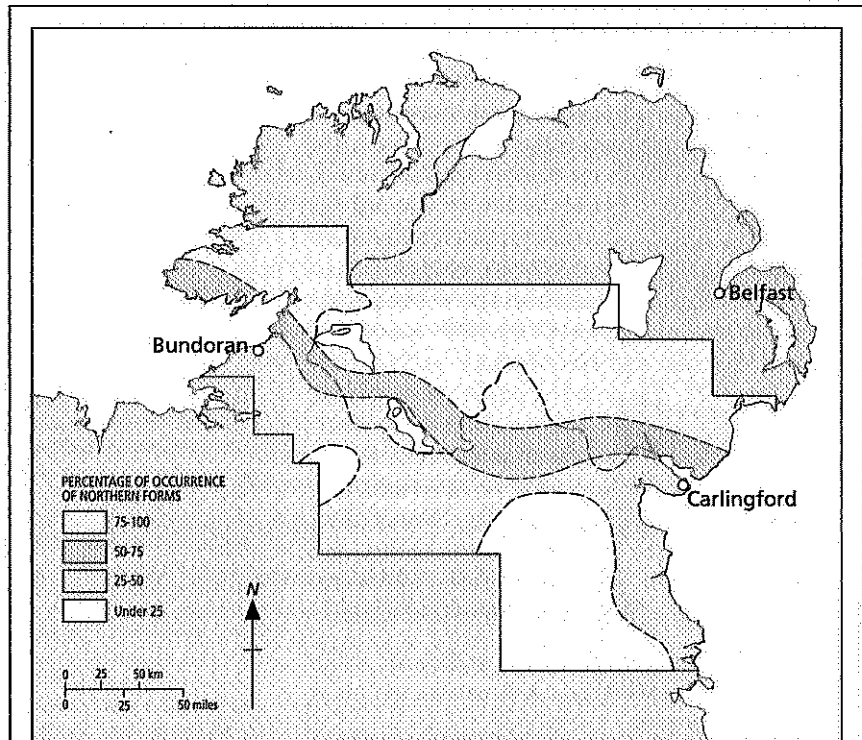 Belfast
Bundoran
PERCENTAGE OF OCCURRENCE
OF NORTHERN FORMS
75-100
50-75
25-50
Under 25
Carlingford
N
0 25 50 km
0 25 50 miles